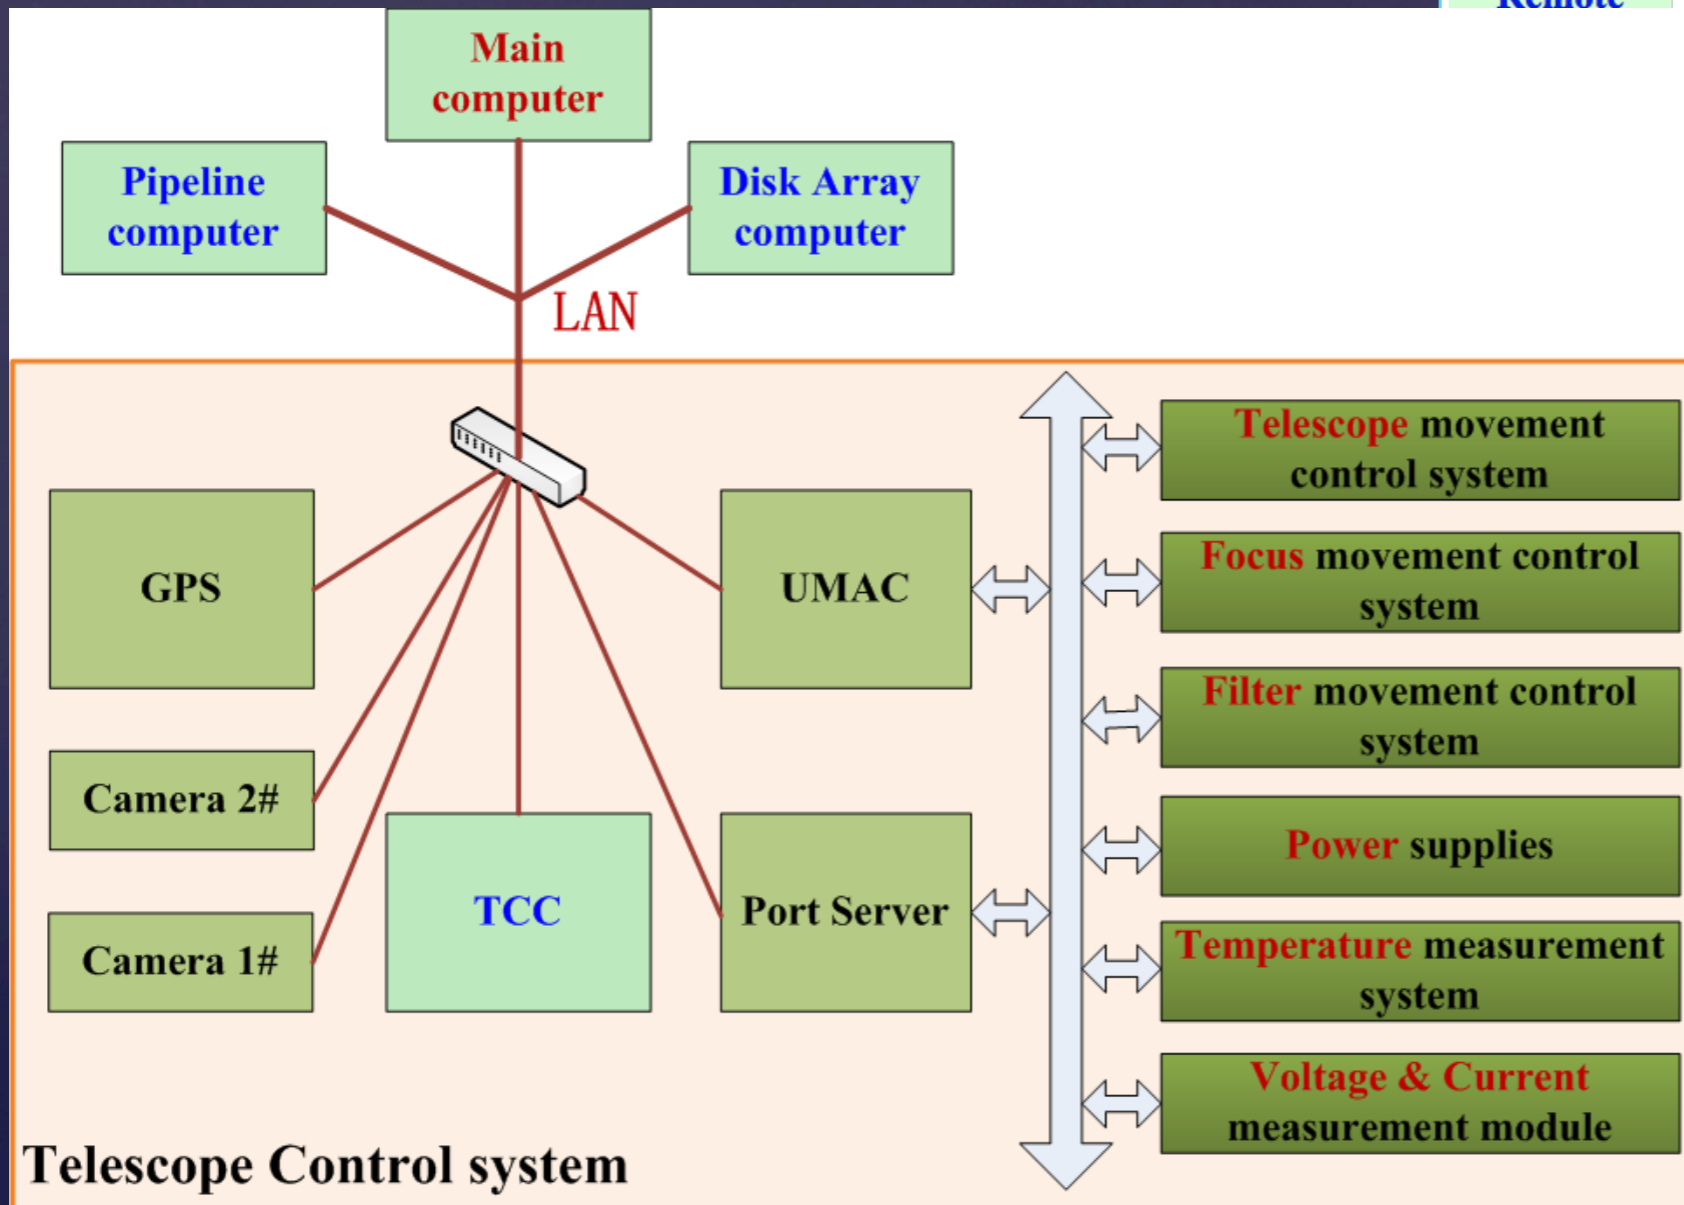 Remote
Main
computer
Pipeline
computer
Disk Array
computer
LAN
Telescope movement
control system
Focus movement control
system
GPS
UMAC
Filter movement control
system
Camera 2#
Power supplies
TCC
Port Server
Camera 1#
Temperature measurement
system
Voltage & Current
measurement module
Telescope Control system